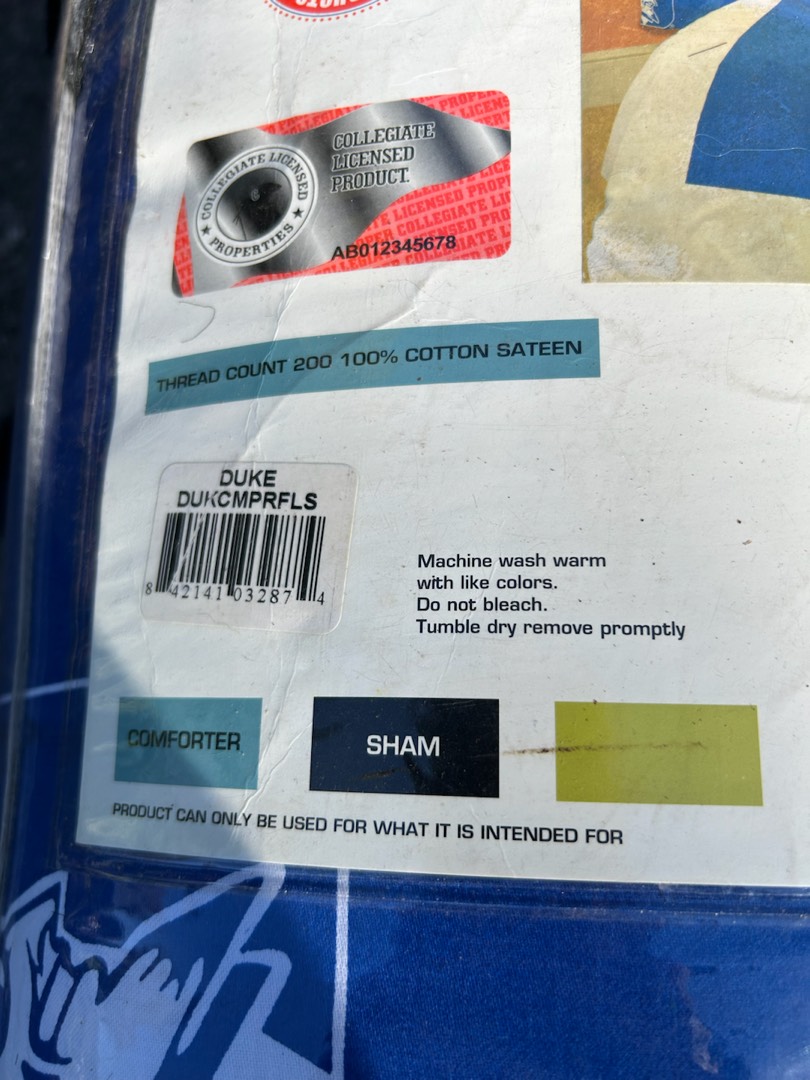 COLLEGIATE
LICENSED
PRODUCT.
COLLEGIATE LICENSED
PROPERTIES
AB012345678
THREAD COUNT 200 100% COTTON SATEEN
DUKE
DUKCMPRFLS
8 42141 03287 4
Machine wash warm
with like colors.
Do not bleach.
Tumble dry remove promptly
COMFORTER
SHAM
PRODUCT CAN ONLY BE USED FOR WHAT IT IS INTENDED FOR